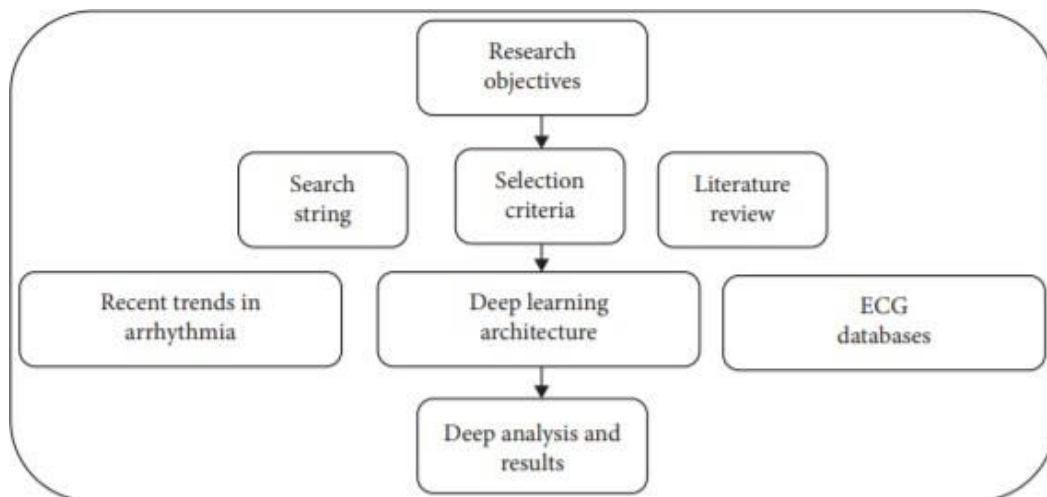 Research
objectives
Search
string
Selection
criteria
Literature
review
Recent trends in
arrhythmia
Deep learning
architecture
ECG
databases
Deep analysis and
results